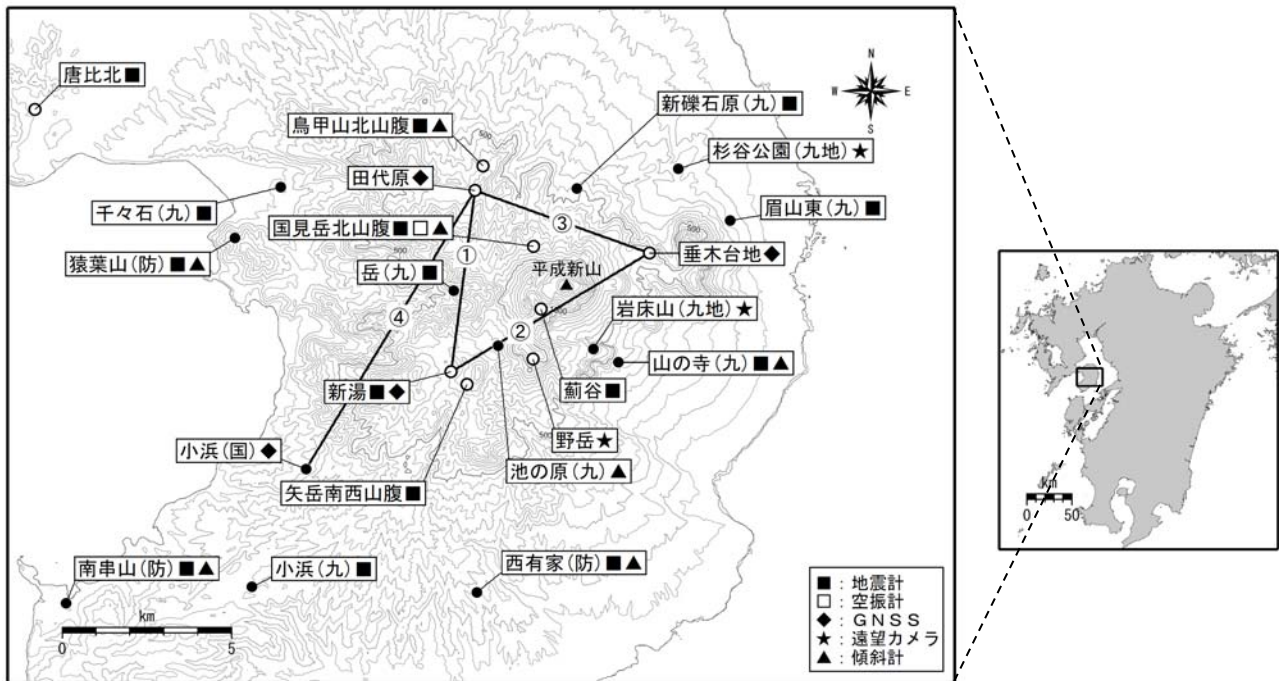 唐比北■
鳥甲山北山腹■▲
新礫石原(九)■
N
W E
S
杉谷公園(九地)★
田代原◆
千々石(九)■
眉山東(九)■
国見岳北山腹■□▲
③
猿葉山(防)■▲
①
垂木台地◆
岳(九)■
平成新山
④
②
岩床山(九地)★
山の寺(九)■▲
新湯■◆
薊谷■
野岳★
小浜(国)◆
池の原(九)▲
矢岳南西山腹■
南串山(防)■▲
小浜(九)■
西有家(防)■▲
km
0 5
■:地震計
□:空振計
◆:GNSS
★:遠望カメラ
▲:傾斜計
km
0 50
500
500
500
500
1000